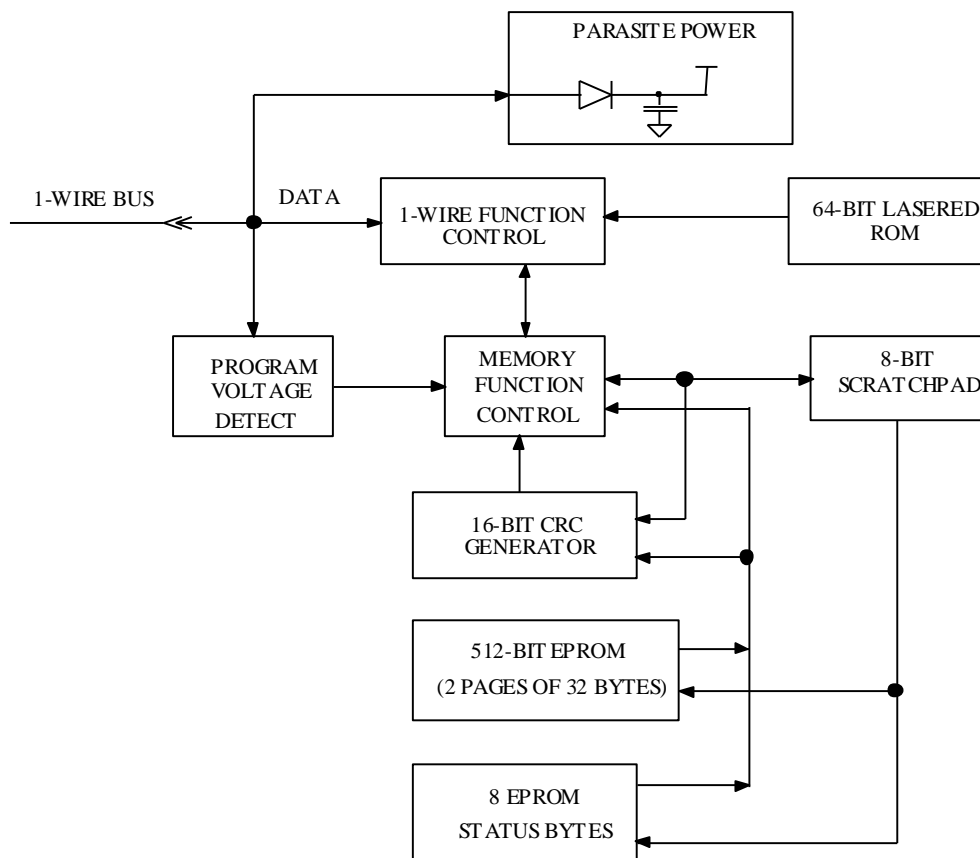 PARASITE POWER
1-WIRE BUS
DATA
1-WIRE FUNCTION
CONTROL
64-BIT LASERED
ROM
PROGRAM
VOLTAGE
DETECT
MEMORY
FUNCTION
CONTROL
8-BIT
SCRATCHPAD
16-BIT CRC
GENERATOR
512-BIT EPROM
(2 PAGES OF 32 BYTES)
8 EPROM
STATUS BYTES